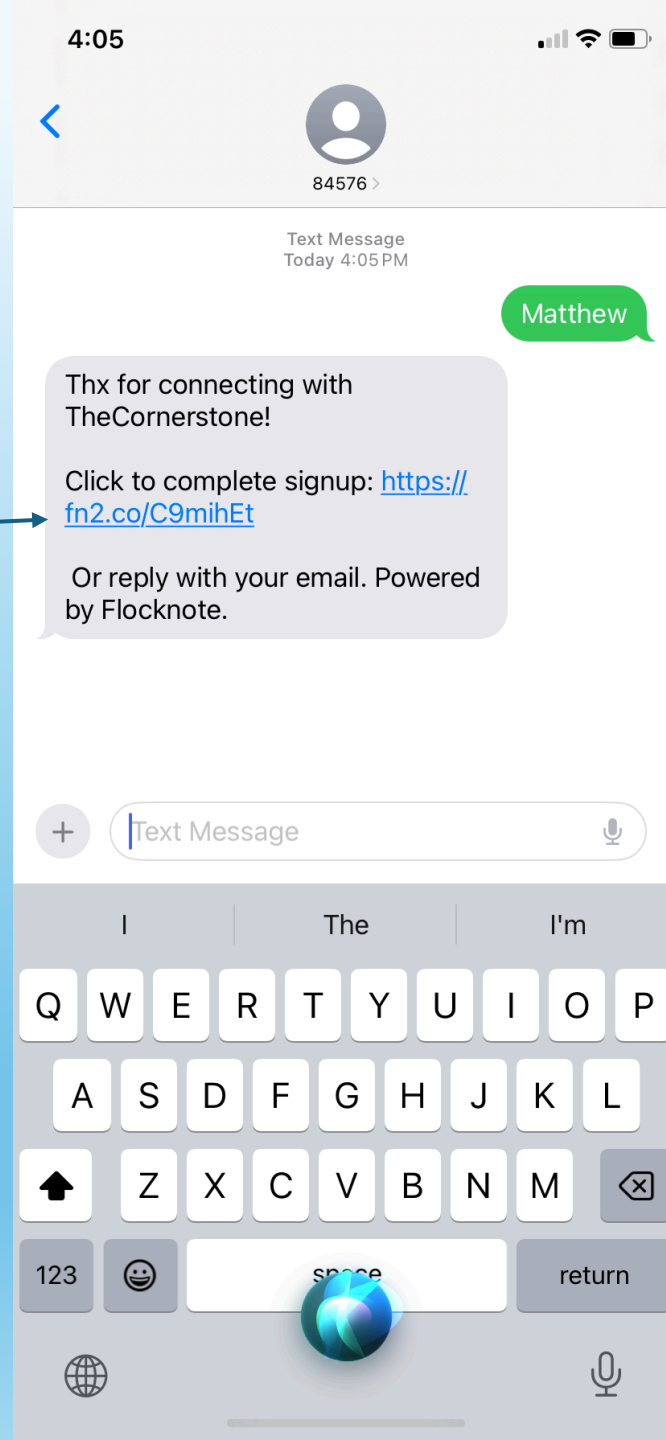 4:05
84576
Text Message
Today 4:05 PM
Matthew
Thx for connecting with
TheCornerstone!
Click to complete signup: https://
fn2.co/C9mihEt
Or reply with your email. Powered
by Flocknote.
Text Message
I The I'm
Q W E R T Y U I O P
A S D F G H J K L
Z X C V B N M
123 space return